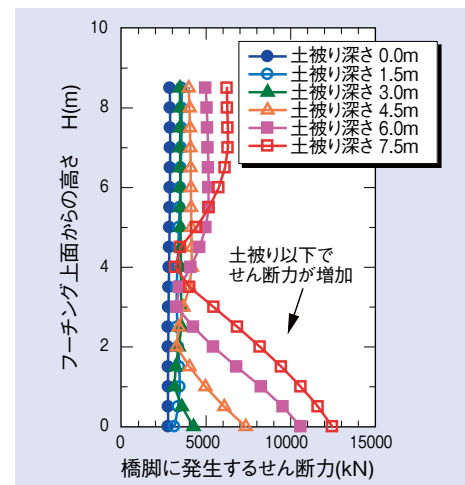 10
8
6
4
2
0
フーチング上面からの高さ H(m)
土被り深さ 0.0m
土被り深さ 1.5m
土被り深さ 3.0m
土被り深さ 4.5m
土被り深さ 6.0m
土被り深さ 7.5m
土被り以下で
せん断力が増加
0 5000 10000 15000
橋脚に発生するせん断力(kN)